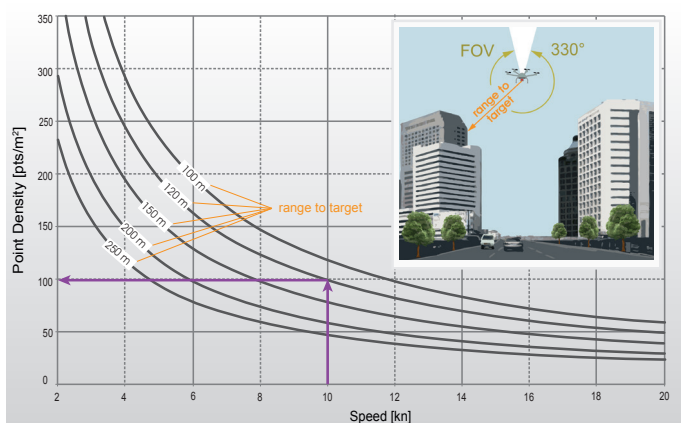 350
300
250
200
150
100
50
0
Point Density [pts/m²]
2
4
6
8
10
12
14
16
18
20
Speed [kn]
100 m
120 m
150 m
200 m
250 m
range to target
FOV
330°
range to
target